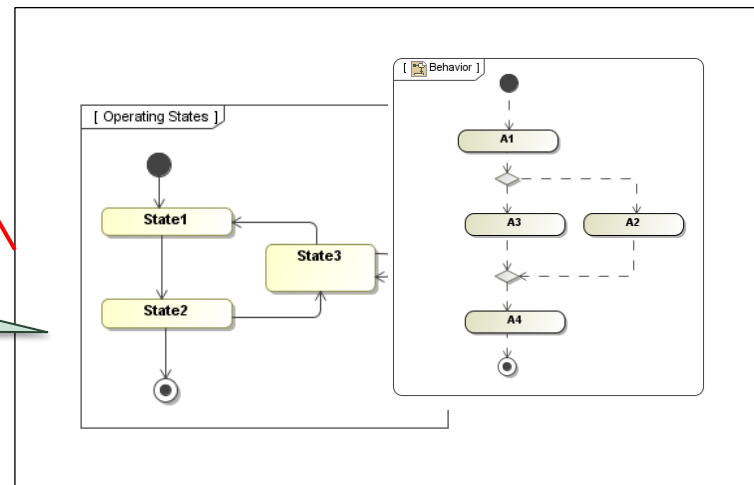 [ Operating States ]
State1
State3
State2
[ Behavior ]
A1
A3
A2
A4